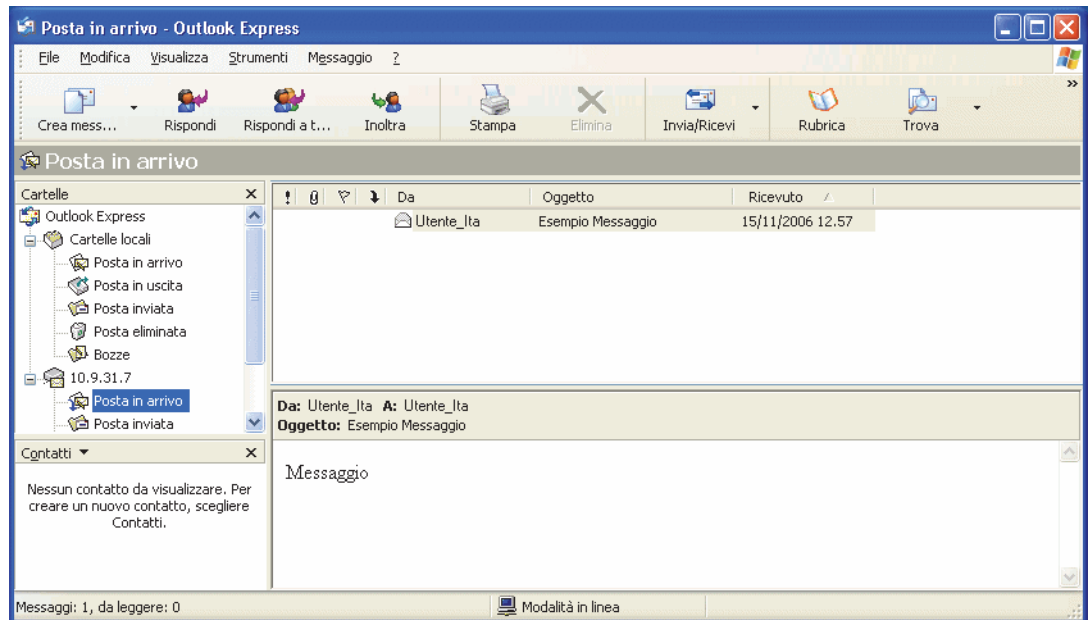 Posta in arrivo - Outlook Express
File Modifica Visualizza Strumenti Messaggio ?
Crea mess... Rispondi Rispondi a t... Inoltra Stampa Elimina Invia/Ricevi Rubrica Trova »
Posta in arrivo
Cartelle
Outlook Express
Cartelle locali
Posta in arrivo
Posta in uscita
Posta inviata
Posta eliminata
Bozze
10.9.31.7
Posta in arrivo
Posta inviata
Contatti
Nessun contatto da visualizzare. Per
creare un nuovo contatto, scegliere
Contatti.
! Da Oggetto Ricevuto
Utente_Ita Esempio Messaggio 15/11/2006 12.57
Da: Utente_Ita A: Utente_Ita
Oggetto: Esempio Messaggio
Messaggio
Messaggi: 1, da leggere: 0 Modalità in linea